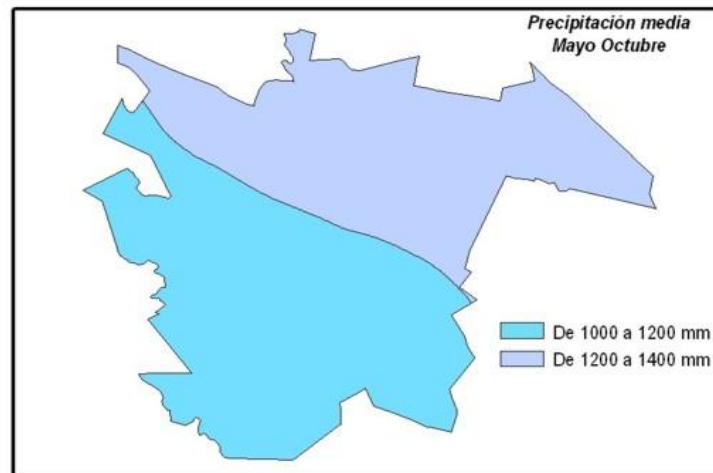 Precipitación media
Mayo Octubre
De 1000 a 1200 mm
De 1200 a 1400 mm